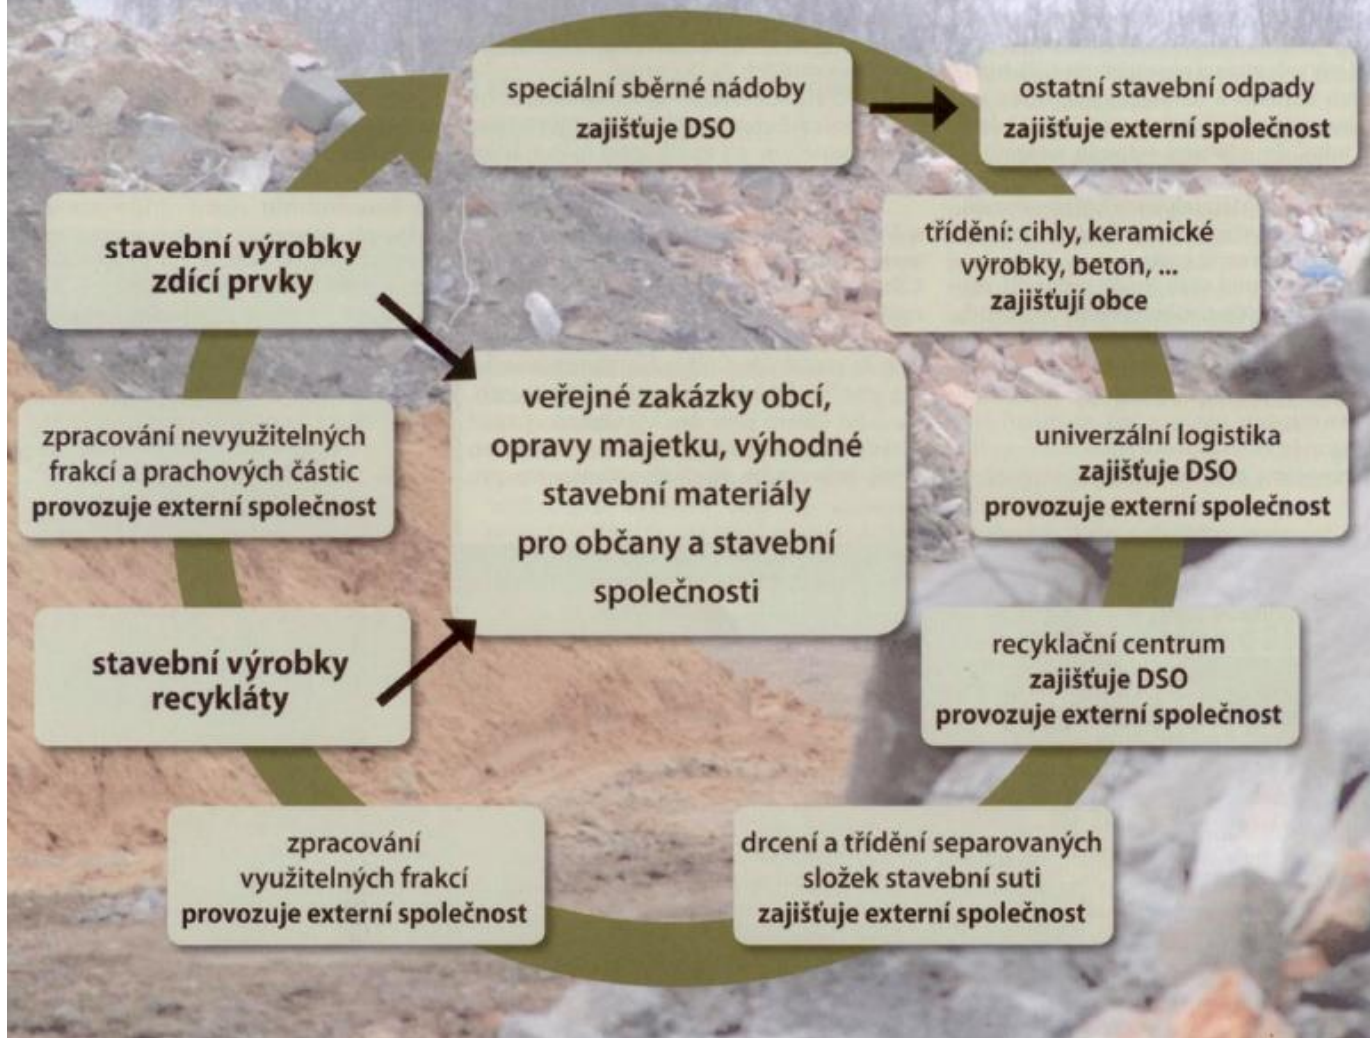 speciální sběrné nádoby
zajišťuje DSO
ostatní stavební odpady
zajišťuje externí společnost
třídění: cihly, keramické
výrobky, beton, ...
zajišťují obce
univerzální logistika
zajišťuje DSO
provozuje externí společnost
recyklační centrum
zajišťuje DSO
provozuje externí společnost
drcení a třídění separovaných
složek stavební suti
zajišťuje externí společnost
zpracování
využitelných frakcí
provozuje externí společnost
stavební výrobky
recykláty
zpracování nevyužitelných
frakcí a prachových částic
provozuje externí společnost
stavební výrobky
zdící prvky
veřejné zakázky obcí,
opravy majetku, výhodné
stavební materiály
pro občany a stavební
společnosti